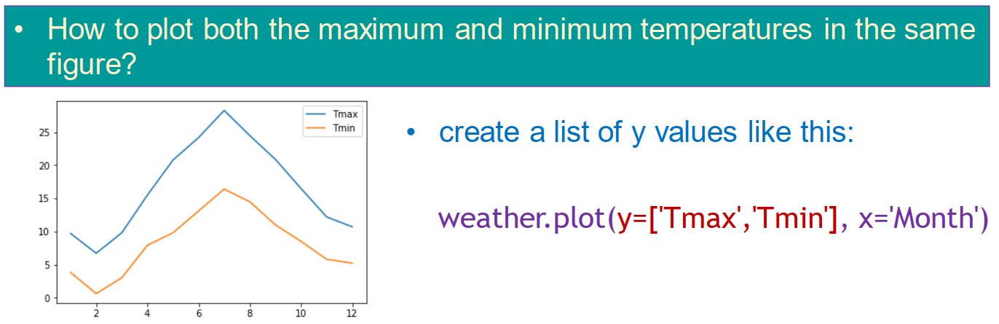 • How to plot both the maximum and minimum temperatures in the same
figure?
Tmax
Tmin
25
20
15
10
5
0
2 4 6 8 10 12
• create a list of y values like this:
weather.plot(y=['Tmax','Tmin'], x='Month')